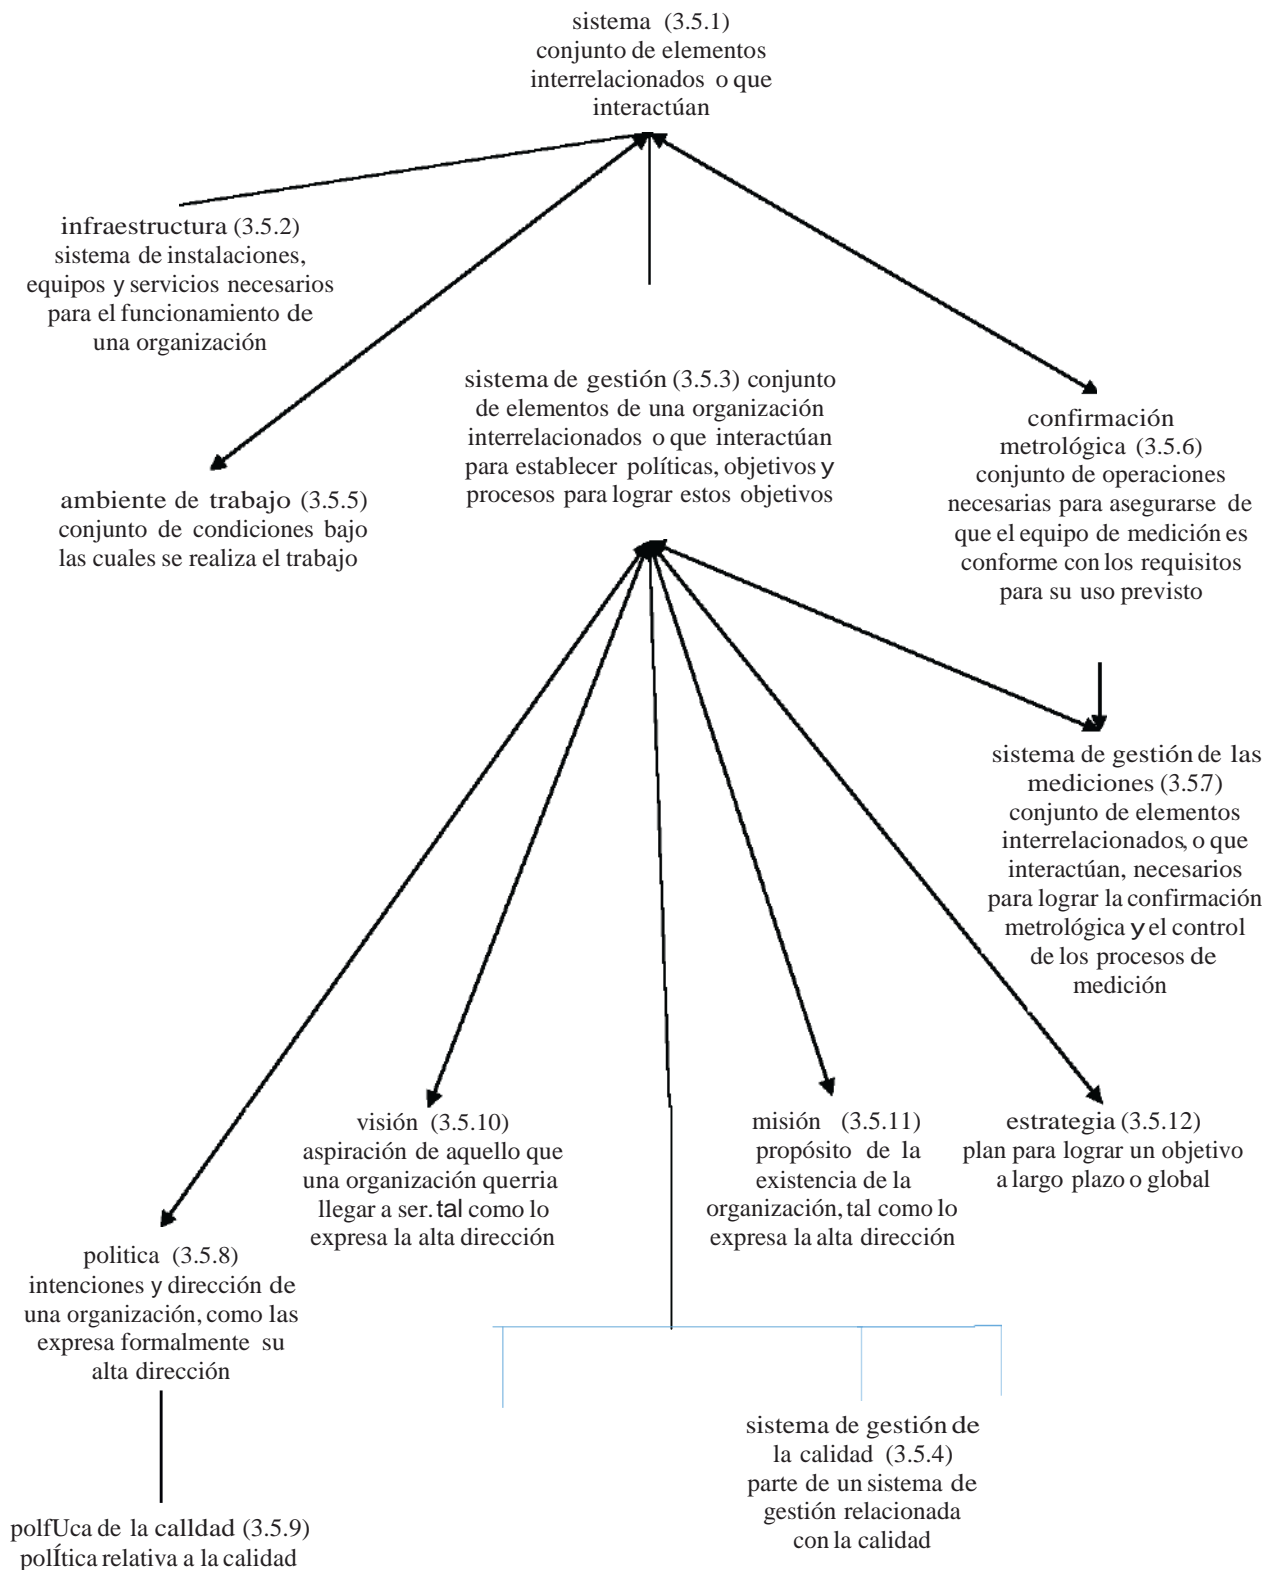 sistema (3.5.1)
conjunto de elementos
interrelacionados o que
interactúan
infraestructura (3.5.2)
sistema de instalaciones,
equipos y servicios necesarios
para el funcionamiento de
una organización
sistema de gestión (3.5.3) conjunto
de elementos de una organización
interrelacionados o que interactúan
para establecer políticas, objetivos y
procesos para lograr estos objetivos
confirmación
metrológica (3.5.6)
conjunto de operaciones
necesarias para asegurarse de
que el equipo de medición es
conforme con los requisitos
para su uso previsto
ambiente de trabajo (3.5.5)
conjunto de condiciones bajo
las cuales se realiza el trabajo
sistema de gestión de las
mediciones (3.5.7)
conjunto de elementos
interrelacionados, o que
interactúan, necesarios
para lograr la confirmación
metrológica y el control
de los procesos de
medición
visión (3.5.10)
aspiración de aquello que
una organización querria
llegar a ser. tal como lo
expresa la alta dirección
misión (3.5.11)
propósito de la
existencia de la
organización, tal como lo
expresa la alta dirección
estrategia (3.5.12)
plan para lograr un objetivo
a largo plazo o global
politica (3.5.8)
intenciones y dirección de
una organización, como las
expresa formalmente su
alta dirección
sistema de gestión de
la calidad (3.5.4)
parte de un sistema de
gestión relacionada
con la calidad
polfUca de la calldad (3.5.9)
polÍtica relativa a la calidad